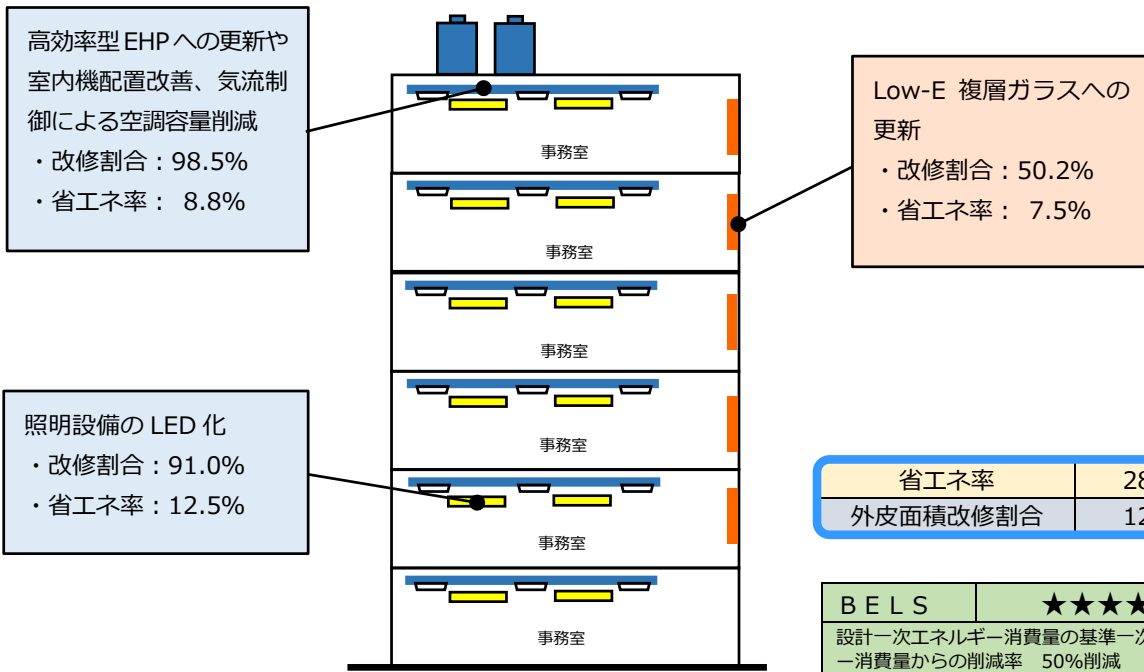 高効率型 EHP への更新や
室内機配置改善、気流制
御による空調容量削減
・改修割合：98.5%
・省エネ率： 8.8%
Low-E 複層ガラスへの
更新
・改修割合：50.2%
・省エネ率： 7.5%
事務室
事務室
事務室
事務室
事務室
事務室
照明設備の LED 化
・改修割合：91.0%
・省エネ率：12.5%
省エネ率 28
外皮面積改修割合 12
ＢＥＬＳ ★★★★
設計一次エネルギー消費量の基準一次
ー消費量からの削減率 50%削減